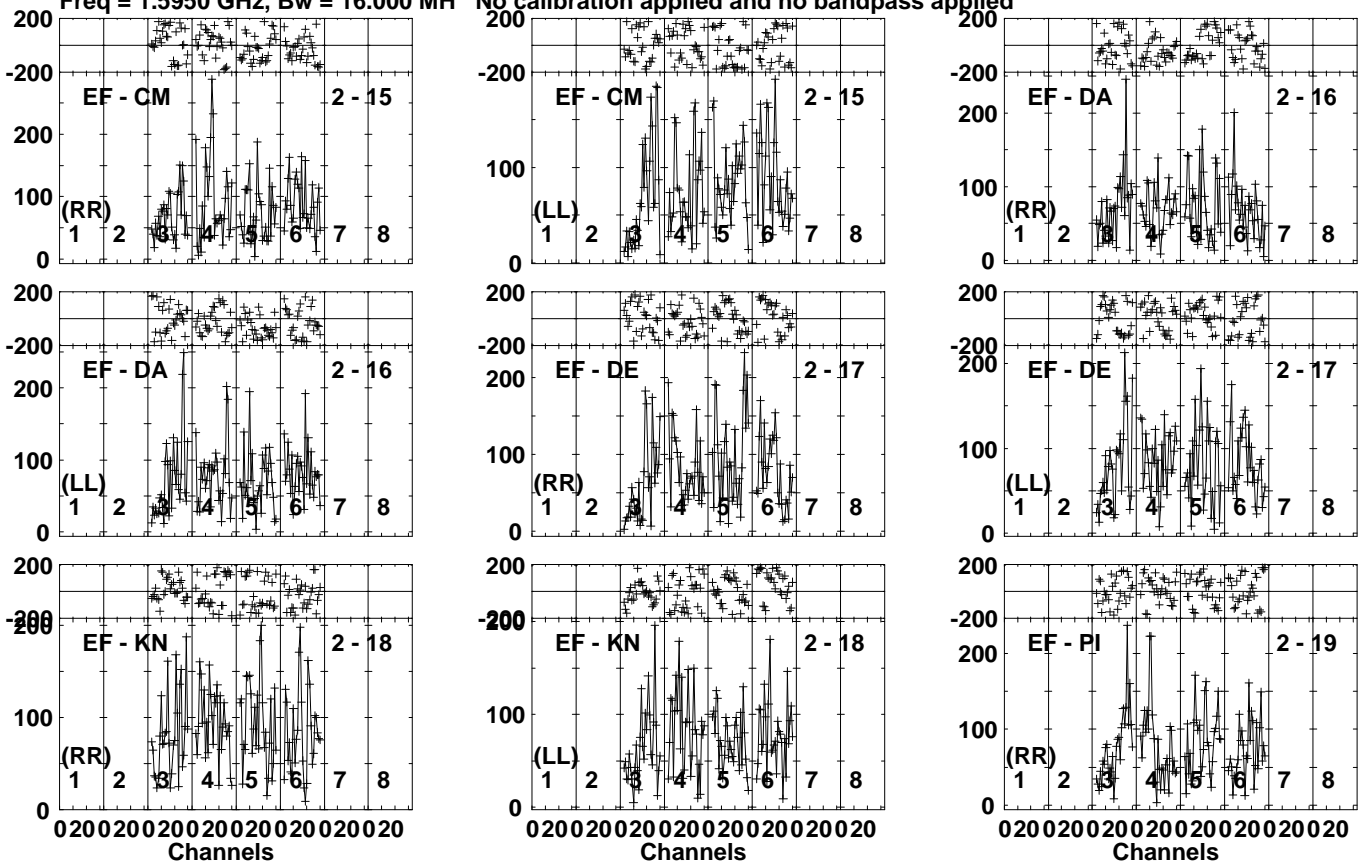 Freq = 1.5950 GHz, Bw = 16.000 MH No calibration applied and no bandpass applied
200 200 200
-200 -200 -200
EF - CM 2 - 15 EF - CM 2 - 15 EF - DA 2 - 16
200 200 200
100 100 100
(RR) (LL) (RR)
1 2 3 4 5 6 7 8 1 2 3 4 5 6 7 8 1 2 3 4 5 6 7 8
0 0 0
200 200 200
-200 -200 -200
EF - DA 2 - 16 EF - DE 2 - 17 EF - DE 2 - 17
200 200 200
100 100 100
(LL) (RR) (LL)
1 2 3 4 5 6 7 8 1 2 3 4 5 6 7 8 1 2 3 4 5 6 7 8
0 0 0
200 200 200
-200 -200 -200
200 200
EF - KN 2 - 18 EF - KN 2 - 18 EF - PI 2 - 19
200
100 100 100
(RR) (LL) (RR)
1 2 3 4 5 6 7 8 1 2 3 4 5 6 7 8 1 2 3 4 5 6 7 8
0 0 0
0 20 0 20 0 20 0 20 0 20 0 20 0 20 0 20 0 20 0 20 0 20 0 20 0 20 0 20 0 20 0 20 0 20 0 20 0 20 0 20 0 20 0 20 0 20
Channels Channels Channels